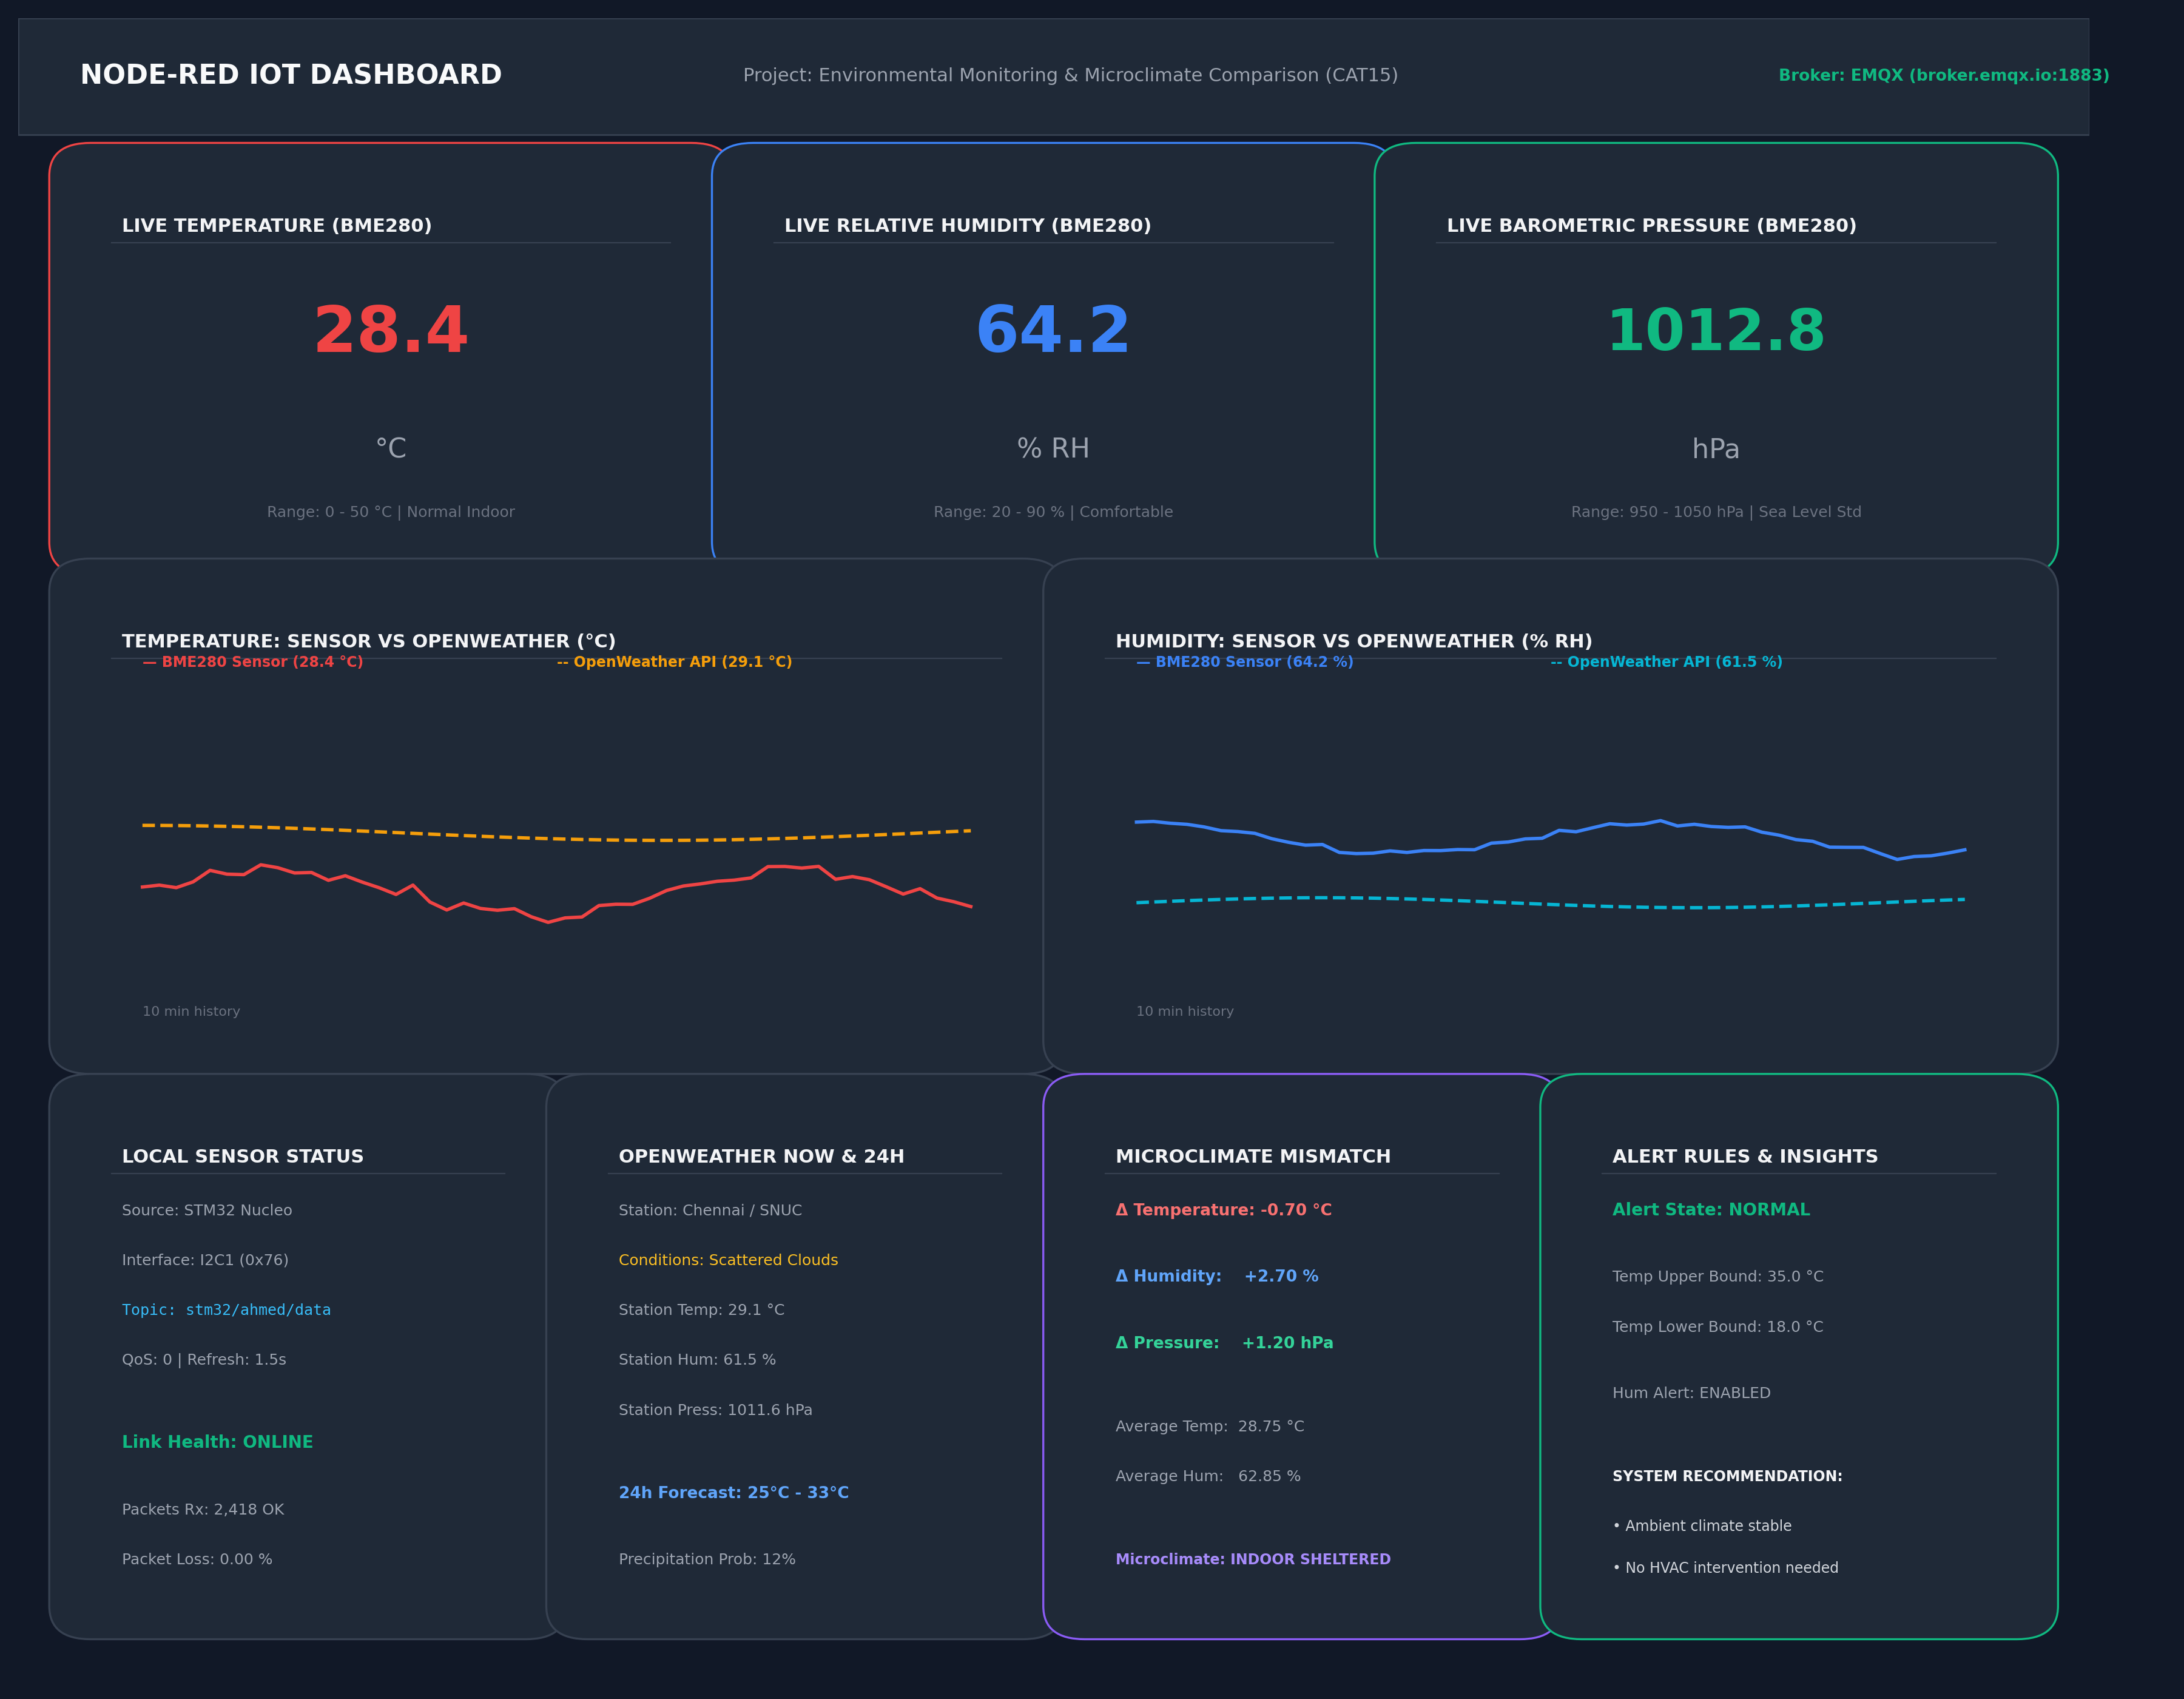 NODE-RED IOT DASHBOARD
Project: Environmental Monitoring & Microclimate Comparison (CAT15)
Broker: EMQX (broker.emqx.io:1883)
LIVE TEMPERATURE (BME280)
28.4
°C
Range: 0 - 50 °C | Normal Indoor
LIVE RELATIVE HUMIDITY (BME280)
64.2
% RH
Range: 20 - 90 % | Comfortable
LIVE BAROMETRIC PRESSURE (BME280)
1012.8
hPa
Range: 950 - 1050 hPa | Sea Level Std
TEMPERATURE: SENSOR VS OPENWEATHER (°C)
— BME280 Sensor (28.4 °C)
-- OpenWeather API (29.1 °C)
10 min history
HUMIDITY: SENSOR VS OPENWEATHER (% RH)
— BME280 Sensor (64.2 %)
-- OpenWeather API (61.5 %)
10 min history
LOCAL SENSOR STATUS
Source: STM32 Nucleo
Interface: I2C1 (0x76)
Topic: stm32/ahmed/data
QoS: 0 | Refresh: 1.5s
Link Health: ONLINE
Packets Rx: 2,418 OK
Packet Loss: 0.00 %
OPENWEATHER NOW & 24H
Station: Chennai / SNUC
Conditions: Scattered Clouds
Station Temp: 29.1 °C
Station Hum: 61.5 %
Station Press: 1011.6 hPa
24h Forecast: 25°C - 33°C
Precipitation Prob: 12%
MICROCLIMATE MISMATCH
Δ Temperature: -0.70 °C
Δ Humidity: +2.70 %
Δ Pressure: +1.20 hPa
Average Temp: 28.75 °C
Average Hum: 62.85 %
Microclimate: INDOOR SHELTERED
ALERT RULES & INSIGHTS
Alert State: NORMAL
Temp Upper Bound: 35.0 °C
Temp Lower Bound: 18.0 °C
Hum Alert: ENABLED
SYSTEM RECOMMENDATION:
• Ambient climate stable
• No HVAC intervention needed